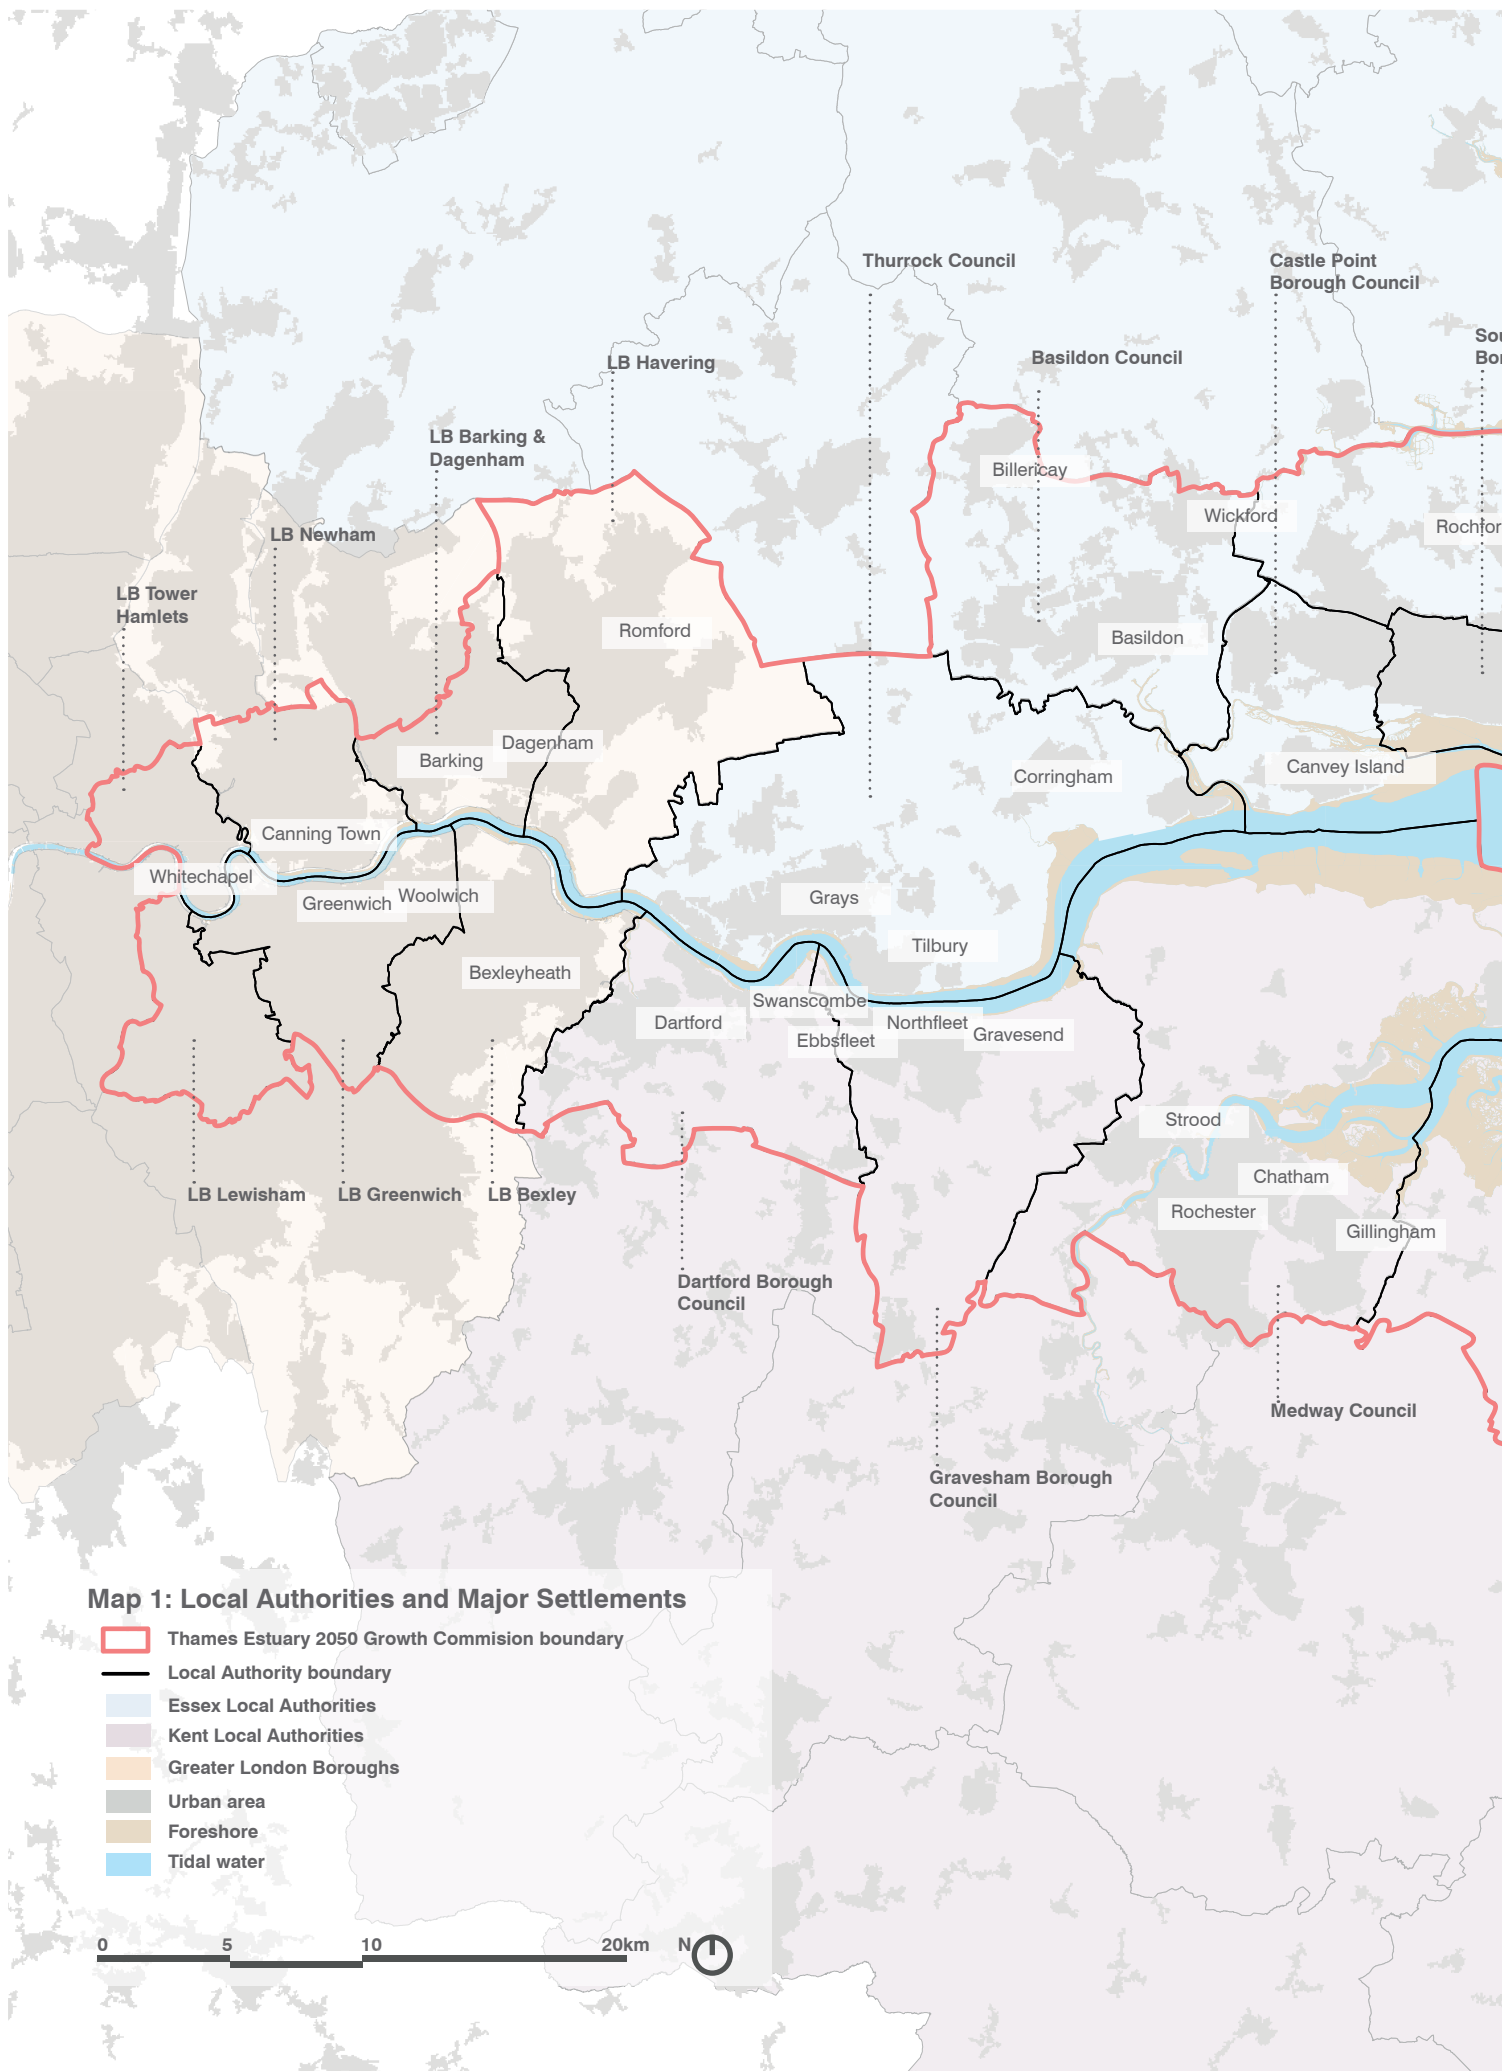 Thurrock Council
Castle Point
Borough Council
Sou
Bor
LB Havering
Basildon Council
LB Barking &
Dagenham
Billericay
Wickford
Rochfor
LB Newham
LB Tower
Hamlets
Romford
Basildon
Dagenham
Barking
Corringham
Canvey Island
Canning Town
Whitechapel
Greenwich
Woolwich
Grays
Tilbury
Bexleyheath
Swanscombe
Dartford
Northfleet
Ebbsfleet
Gravesend
Strood
Chatham
Rochester
Gillingham
LB Lewisham
LB Greenwich
LB Bexley
Dartford Borough
Council
Medway Council
Gravesham Borough
Council
Map 1: Local Authorities and Major Settlements
Thames Estuary 2050 Growth Commision boundary
Local Authority boundary
Essex Local Authorities
Kent Local Authorities
Greater London Boroughs
Urban area
Foreshore
Tidal water
0 5 10 20km N